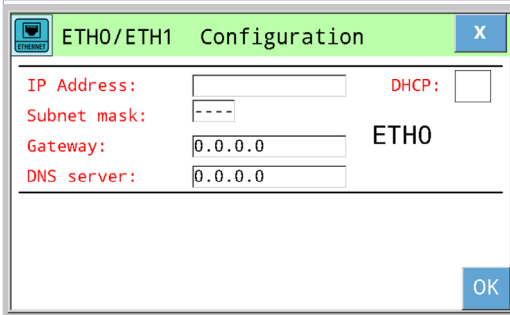 ETHERNET
ETH0/ETH1 Configuration
X
IP Address:
DHCP:
Subnet mask: ----
Gateway: 0.0.0.0
ETH0
DNS server: 0.0.0.0
OK